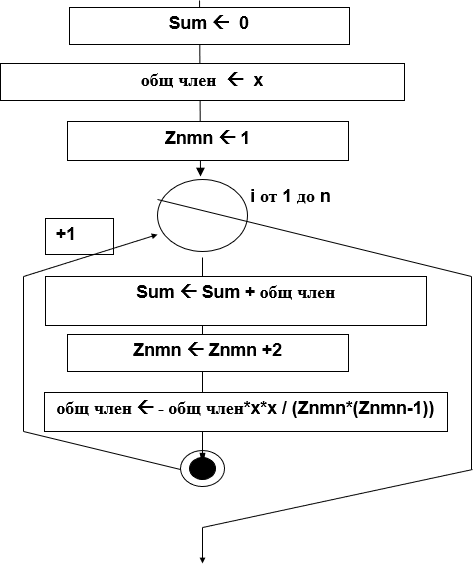 Sum ← 0
общ член ← x
Znmn ← 1
i от 1 до n
+1
Sum ← Sum + общ член
Znmn ← Znmn +2
общ член ← - общ член*x*x / (Znmn*(Znmn-1))